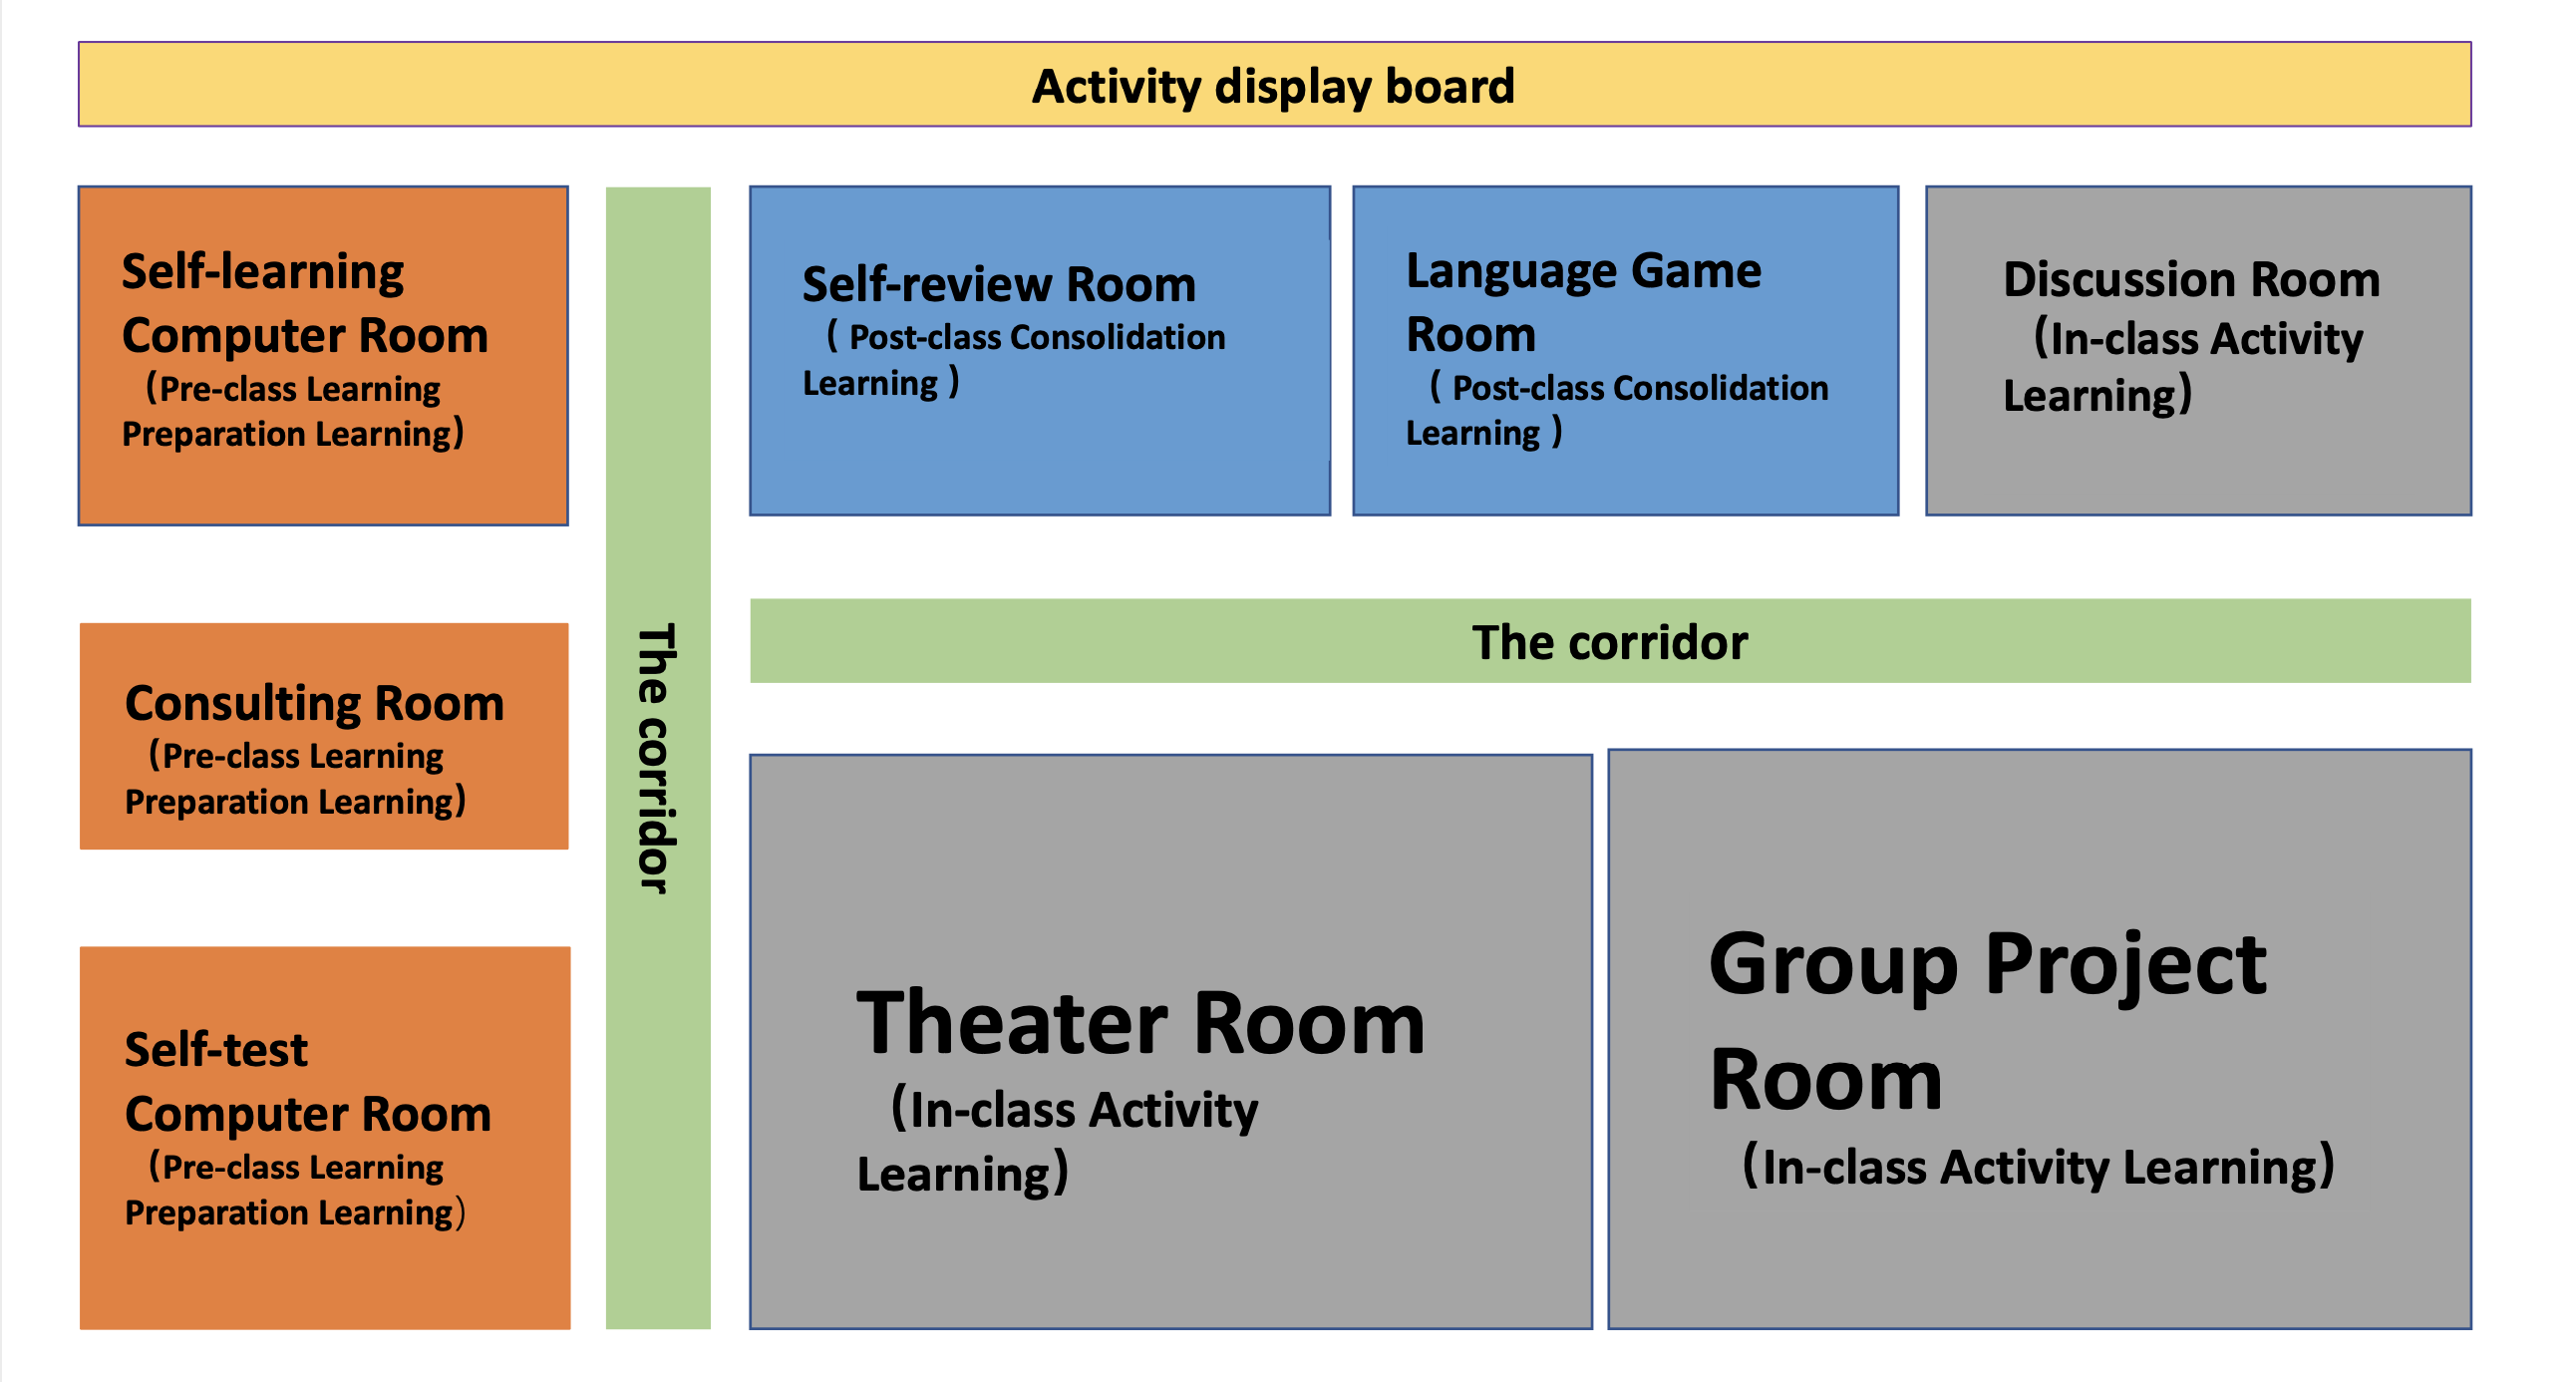 Activity display board
Self-learning
Computer Room
(Pre-class Learning
Preparation Learning)
Consulting Room
(Pre-class Learning
Preparation Learning)
Self-test
Computer Room
(Pre-class Learning
Preparation Learning)
The corridor
Self-review Room
( Post-class Consolidation
Learning )
Language Game
Room
( Post-class Consolidation
Learning )
Discussion Room
(In-class Activity
Learning)
The corridor
Theater Room
(In-class Activity
Learning)
Group Project
Room
(In-class Activity Learning)